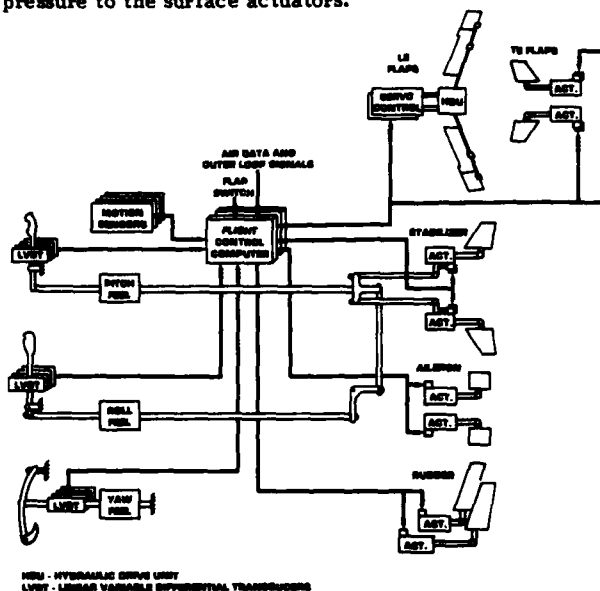 pressure to the surface actuators.
LE
FLAPS
TE FLAPS
SERVO
CONTROL
HDU
ACT.
ACT.
AIR DATA AND
OUTER LOOP SIGNALS
FLAP
SWITCH
MOTION
SENSORS
FLIGHT
CONTROL
COMPUTER
STABILIZER
LVDT
ACT.
PITCH
FEEL
ACT.
AILERON
LVDT
ACT.
ROLL
FEEL
ACT.
RUDDER
LVDT
YAW
FEEL
ACT.
ACT.
HDU - HYDRAULIC DRIVE UNIT
LVDT - LINEAR VARIABLE DIFFERENTIAL TRANSDUCERS